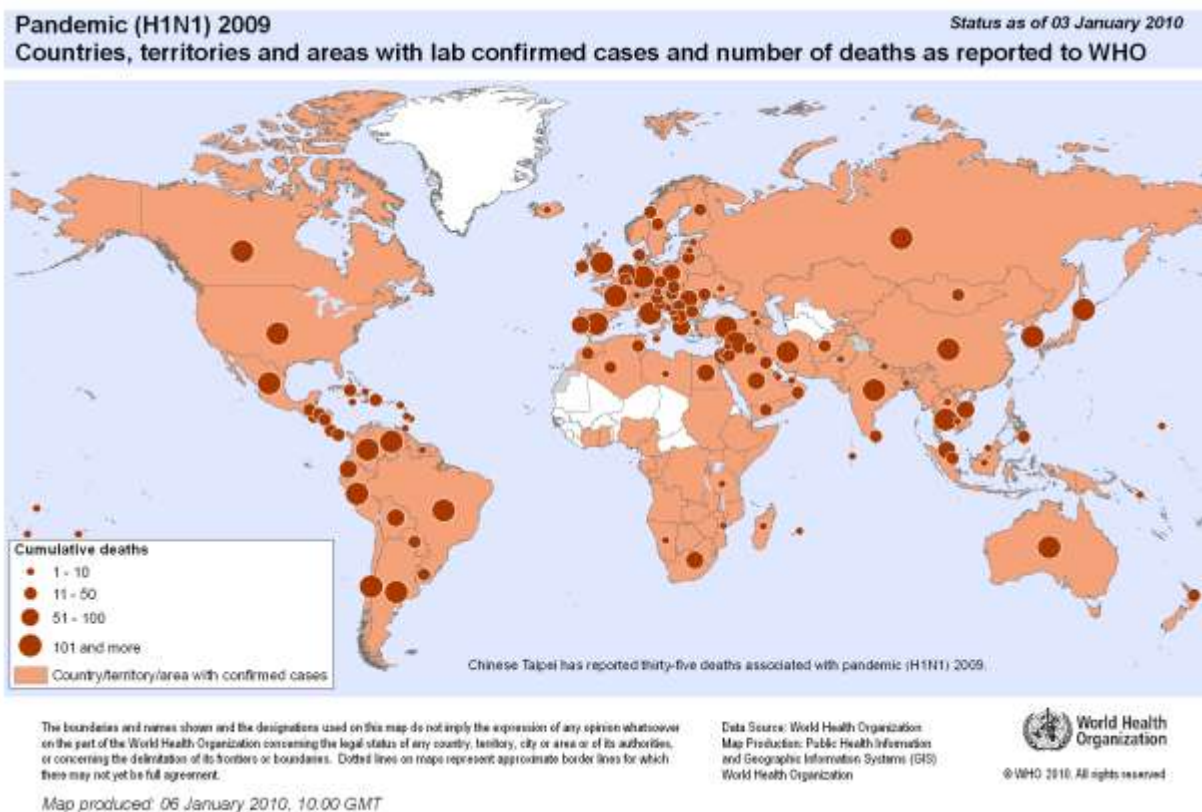 Pandemic (H1N1) 2009
Status as of 03 January 2010
Countries, territories and areas with lab confirmed cases and number of deaths as reported to WHO
Cumulative deaths
1 - 10
11 - 50
51 - 100
101 and more
Country/territory/area with confirmed cases
Chinese Taipei has reported thirty-five deaths associated with pandemic (H1N1) 2009.
The boundaries and names shown and the designations used on this map do not imply the expression of any opinion whatsoever
on the part of the World Health Organization concerning the legal status of any country, territory, city or area or of its authorities,
or concerning the delimitation of its frontiers or boundaries. Dotted lines on maps represent approximate border lines for which
there may not yet be full agreement.
Data Source: World Health Organization
Map Production: Public Health Information
and Geographic Information Systems (GIS)
World Health Organization
World Health
Organization
© WHO 2010. All rights reserved
Map produced: 06 January 2010, 10.00 GMT